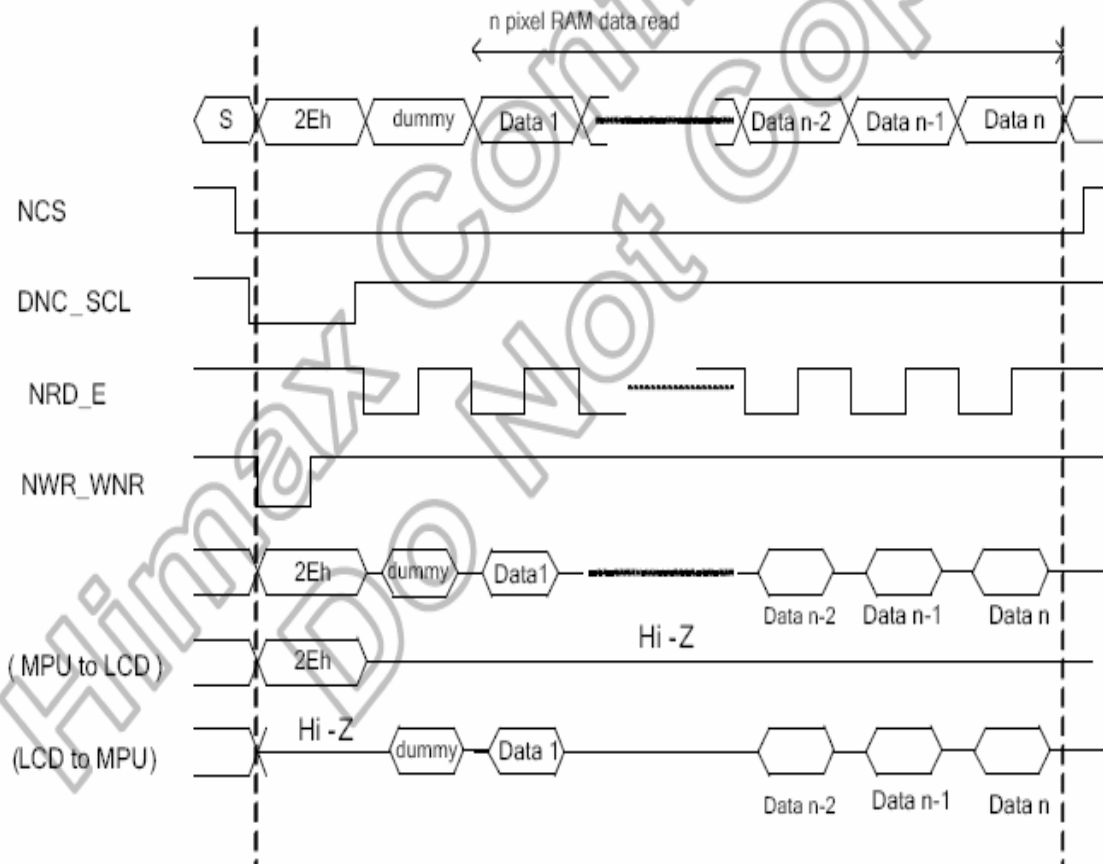 n pixel RAM data read
S 2Eh dummy Data 1 Data n-2 Data n-1 Data n
NCS
DNC_SCL
NRD_E
NWR_WNR
2Eh dummy Data1
Data n-2 Data n-1 Data n
Hi -Z
( MPU to LCD ) 2Eh
Hi -Z
(LCD to MPU) dummy Data 1
Data n-2 Data n-1 Data n
Himax Con
Do Not Cop